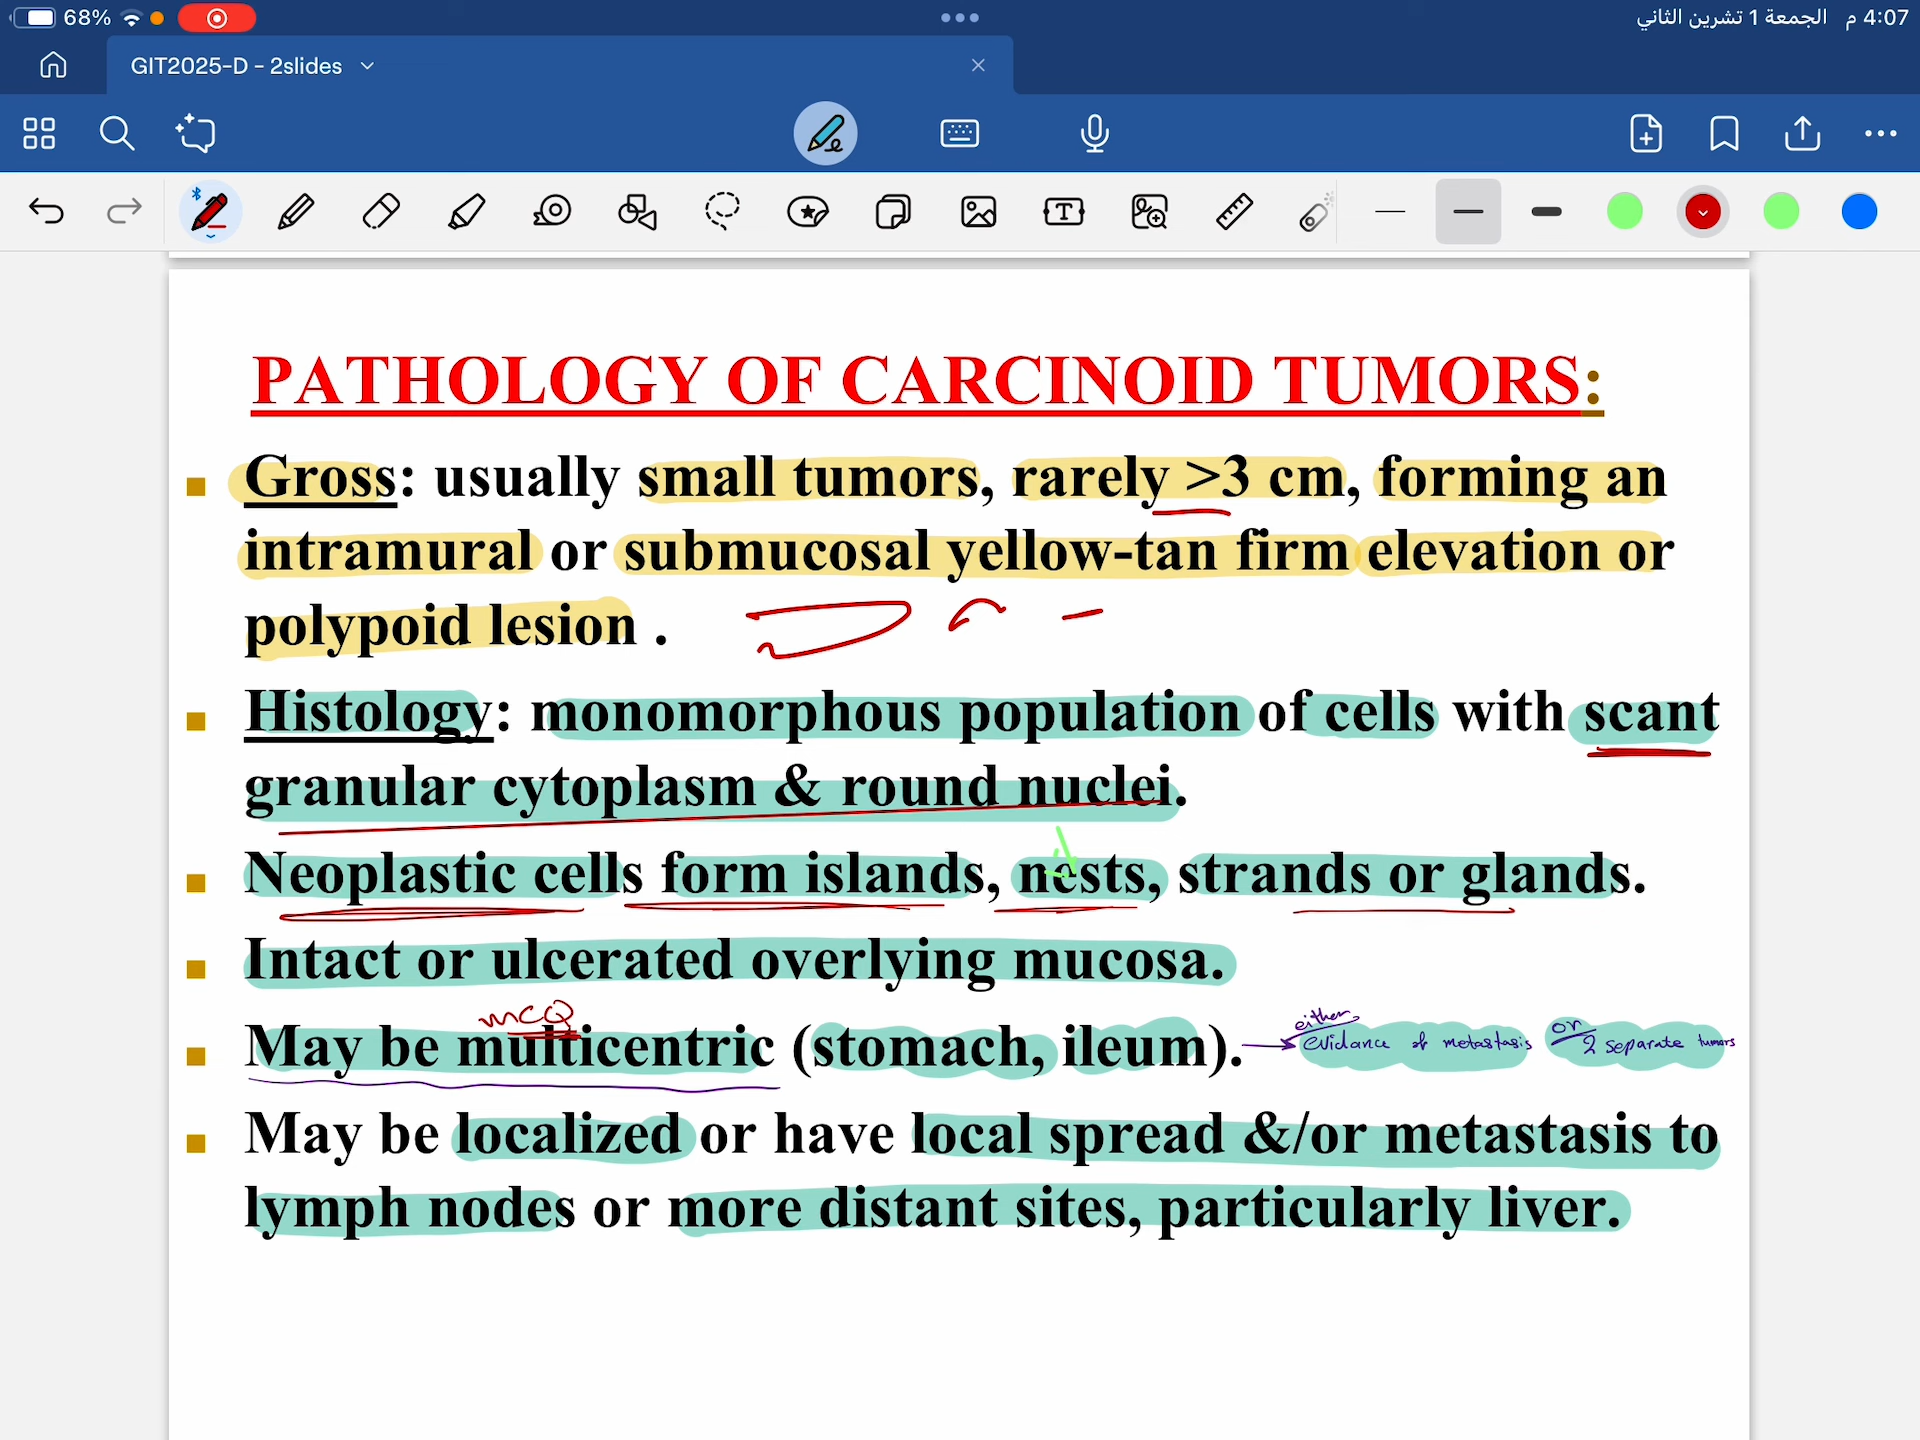 68%
4:07 م الجمعة 1 تشرين الثاني
GIT2025-D - 2slides
PATHOLOGY OF CARCINOID TUMORS:
Gross: usually small tumors, rarely >3 cm, forming an
intramural or submucosal yellow-tan firm elevation or
polypoid lesion .
Histology: monomorphous population of cells with scant
granular cytoplasm & round nuclei.
Neoplastic cells form islands, nests, strands or glands.
Intact or ulcerated overlying mucosa.
MCQ
May be multicentric (stomach, ileum). either evidance of metastasis or 2 separate tumors
May be localized or have local spread &/or metastasis to
lymph nodes or more distant sites, particularly liver.